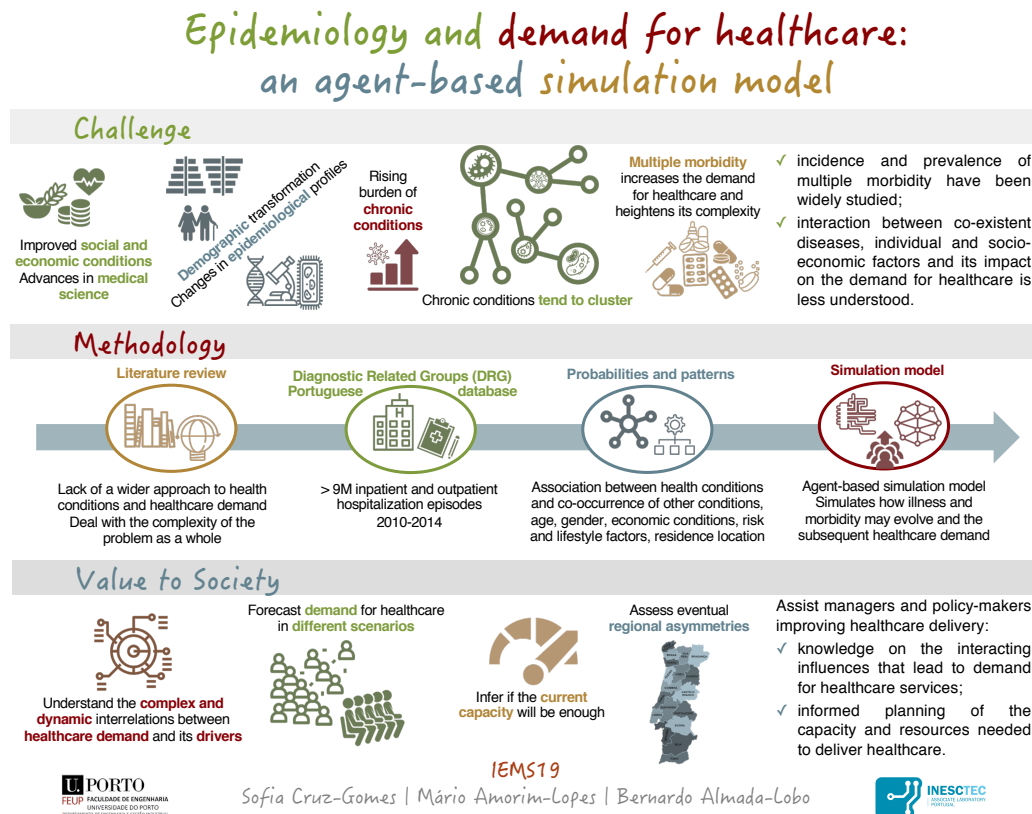 Epidemiology and demand for healthcare:
an agent-based simulation model
Challenge
Improved social and
economic conditions
Advances in medical
science
Demographic transformation
Changes in epidemiological profiles
Rising
burden of
chronic
conditions
Chronic conditions tend to cluster
Multiple morbidity
increases the demand
for healthcare and
heightens its complexity
✓ incidence and prevalence of
multiple morbidity have been
widely studied;
✓ interaction between co-existent
diseases, individual and socio-
economic factors and its impact
on the demand for healthcare is
less understood.
Methodology
Literature review
Lack of a wider approach to health
conditions and healthcare demand
Deal with the complexity of the
problem as a whole
Diagnostic Related Groups (DRG)
Portuguese database
H
> 9M inpatient and outpatient
hospitalization episodes
2010-2014
Probabilities and patterns
Association between health conditions
and co-occurrence of other conditions,
age, gender, economic conditions, risk
and lifestyle factors, residence location
Simulation model
Agent-based simulation model
Simulates how illness and
morbidity may evolve and the
subsequent healthcare demand
Value to Society
Understand the complex and
dynamic interrelations between
healthcare demand and its drivers
Forecast demand for healthcare
in different scenarios
Infer if the current
capacity will be enough
Assess eventual
regional asymmetries
Assist managers and policy-makers
improving healthcare delivery:
✓ knowledge on the interacting
influences that lead to demand
for healthcare services;
✓ informed planning of the
capacity and resources needed
to deliver healthcare.
IEMS19
Sofia Cruz-Gomes | Mário Amorim-Lopes | Bernardo Almada-Lobo
U. PORTO
FEUP FACULDADE DE ENGENHARIA
UNIVERSIDADE DO PORTO
INESCTEC
ASSOCIATE LABORATORY
PORTUGAL